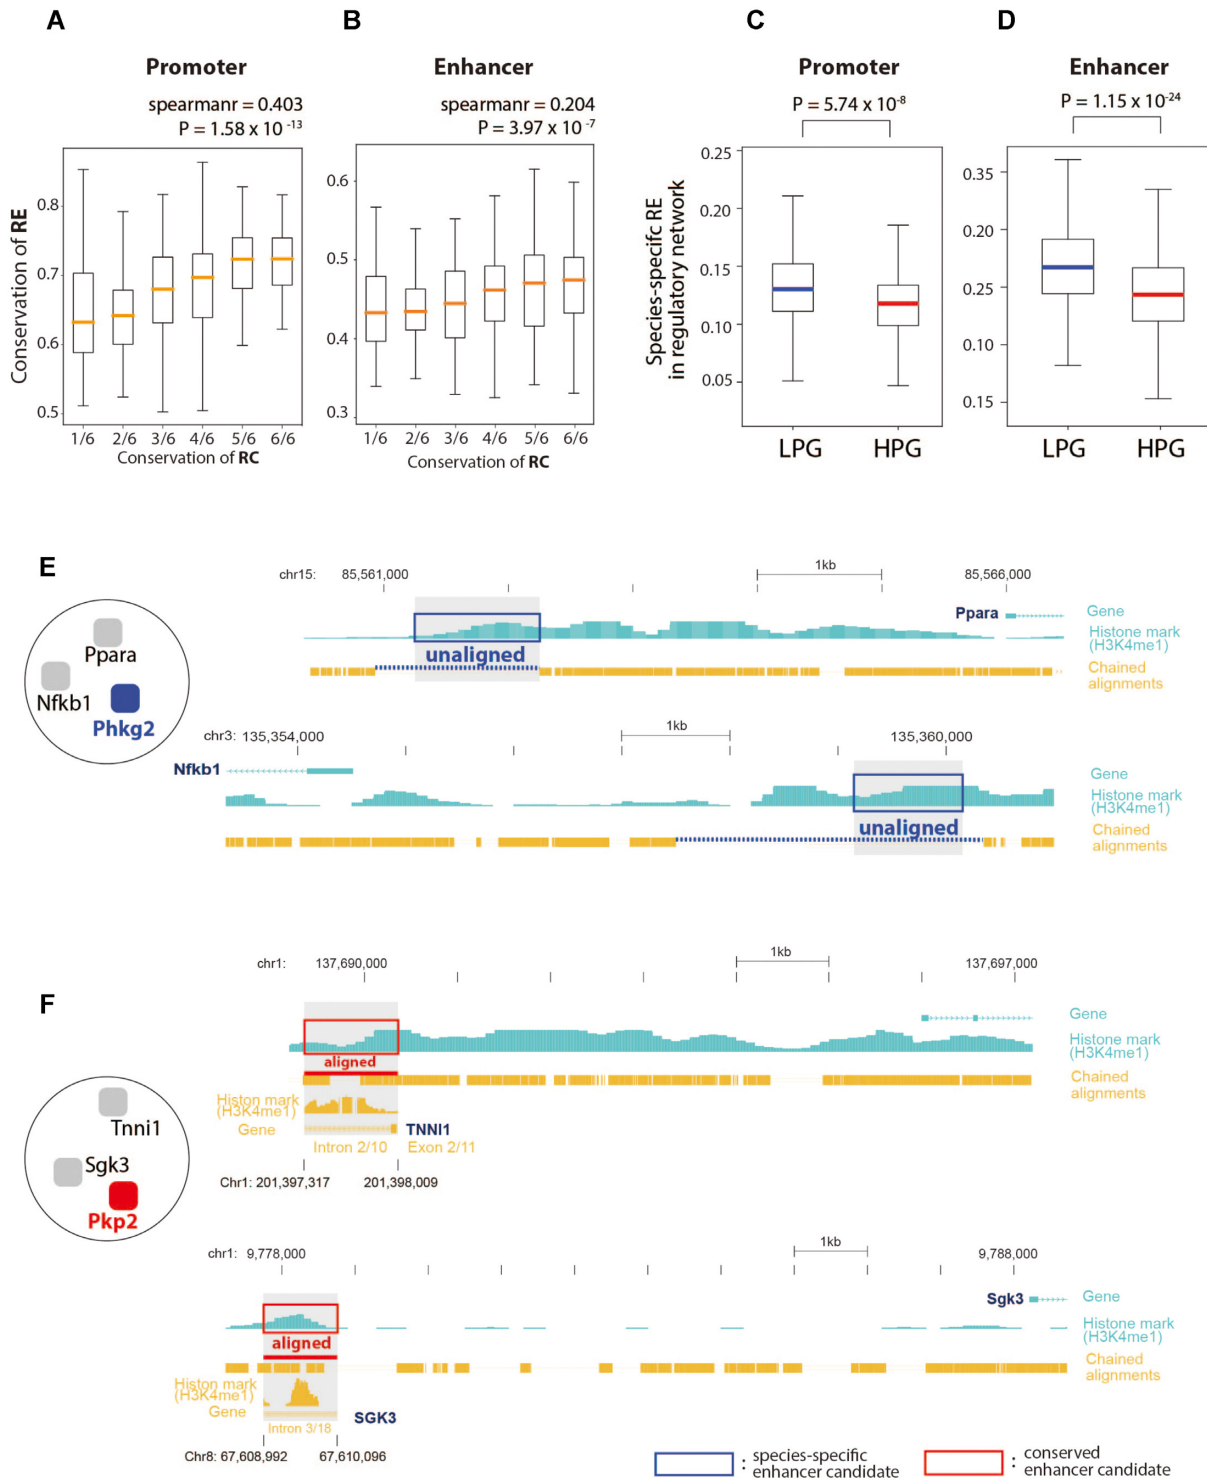 A
B
C
D
Promoter
Enhancer
Promoter
Enhancer
spearmanr = 0.403
P = 1.58 x 10 -13
spearmanr = 0.204
P = 3.97 x 10 -7
P = 5.74 x 10-8
P = 1.15 x 10-24
Conservation of RE
0.8
0.7
0.6
0.5
1/6 2/6 3/6 4/6 5/6 6/6
Conservation of RC
0.6
0.5
0.4
0.3
1/6 2/6 3/6 4/6 5/6 6/6
Conservation of RC
Species-specifc RE
in regulatory network
0.25
0.20
0.15
0.10
0.05
LPG HPG
0.35
0.20
0.25
0.10
0.15
LPG HPG
E
Ppara
Nfkb1
Phkg2
chr15: 85,561,000
1kb
85,566,000
Ppara
Gene
Histone mark
(H3K4me1)
unaligned
Chained
alignments
chr3: 135,354,000
1kb
135,360,000
Nfkb1
Gene
Histone mark
(H3K4me1)
unaligned
Chained
alignments
F
Tnni1
Sgk3
Pkp2
chr1: 137,690,000
1kb
137,697,000
Gene
Histone mark
(H3K4me1)
aligned
Chained
alignments
Histon mark
(H3K4me1)
Gene
TNNI1
Intron 2/10 Exon 2/11
Chr1: 201,397,317 201,398,009
chr1: 9,778,000
1kb
9,788,000
Sgk3
Gene
Histone mark
(H3K4me1)
aligned
Chained
alignments
Histon mark
(H3K4me1)
Gene
SGK3
Intron 3/18
Chr8: 67,608,992 67,610,096
: species-specific
enhancer candidate
: conserved
enhancer candidate